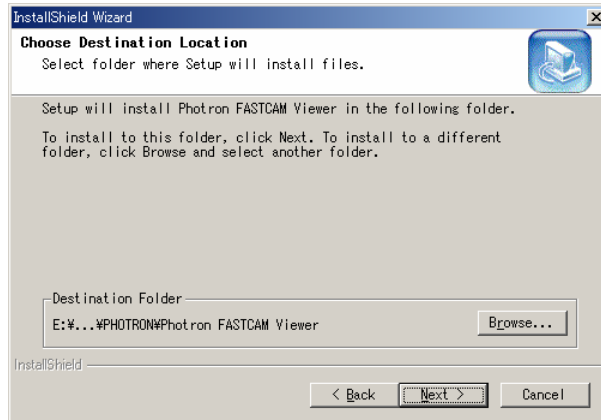 InstallShield Wizard
Choose Destination Location
Select folder where Setup will install files.
Setup will install Photron FASTCAM Viewer in the following folder.
To install to this folder, click Next. To install to a different
folder, click Browse and select another folder.
Destination Folder
E:¥...¥PHOTRON¥Photron FASTCAM Viewer
Browse...
InstallShield
< Back
Next >
Cancel